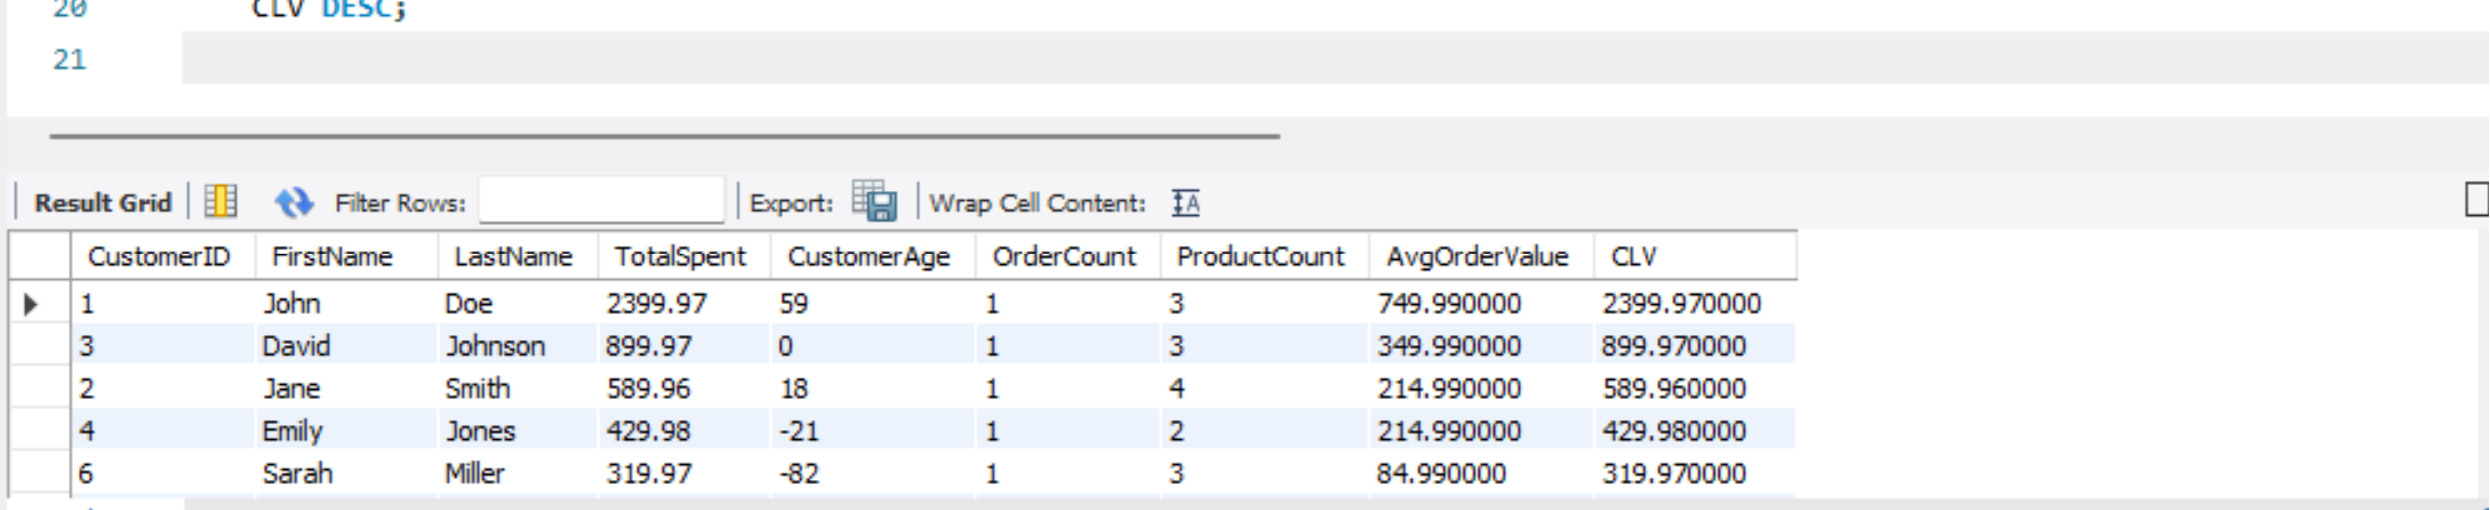 20 CLV DESC;
21
Result Grid Filter Rows: Export: Wrap Cell Content: IA
CustomerID FirstName LastName TotalSpent CustomerAge OrderCount ProductCount AvgOrderValue CLV
1 John Doe 2399.97 59 1 3 749.990000 2399.970000
3 David Johnson 899.97 0 1 3 349.990000 899.970000
2 Jane Smith 589.96 18 1 4 214.990000 589.960000
4 Emily Jones 429.98 -21 1 2 214.990000 429.980000
6 Sarah Miller 319.97 -82 1 3 84.990000 319.970000